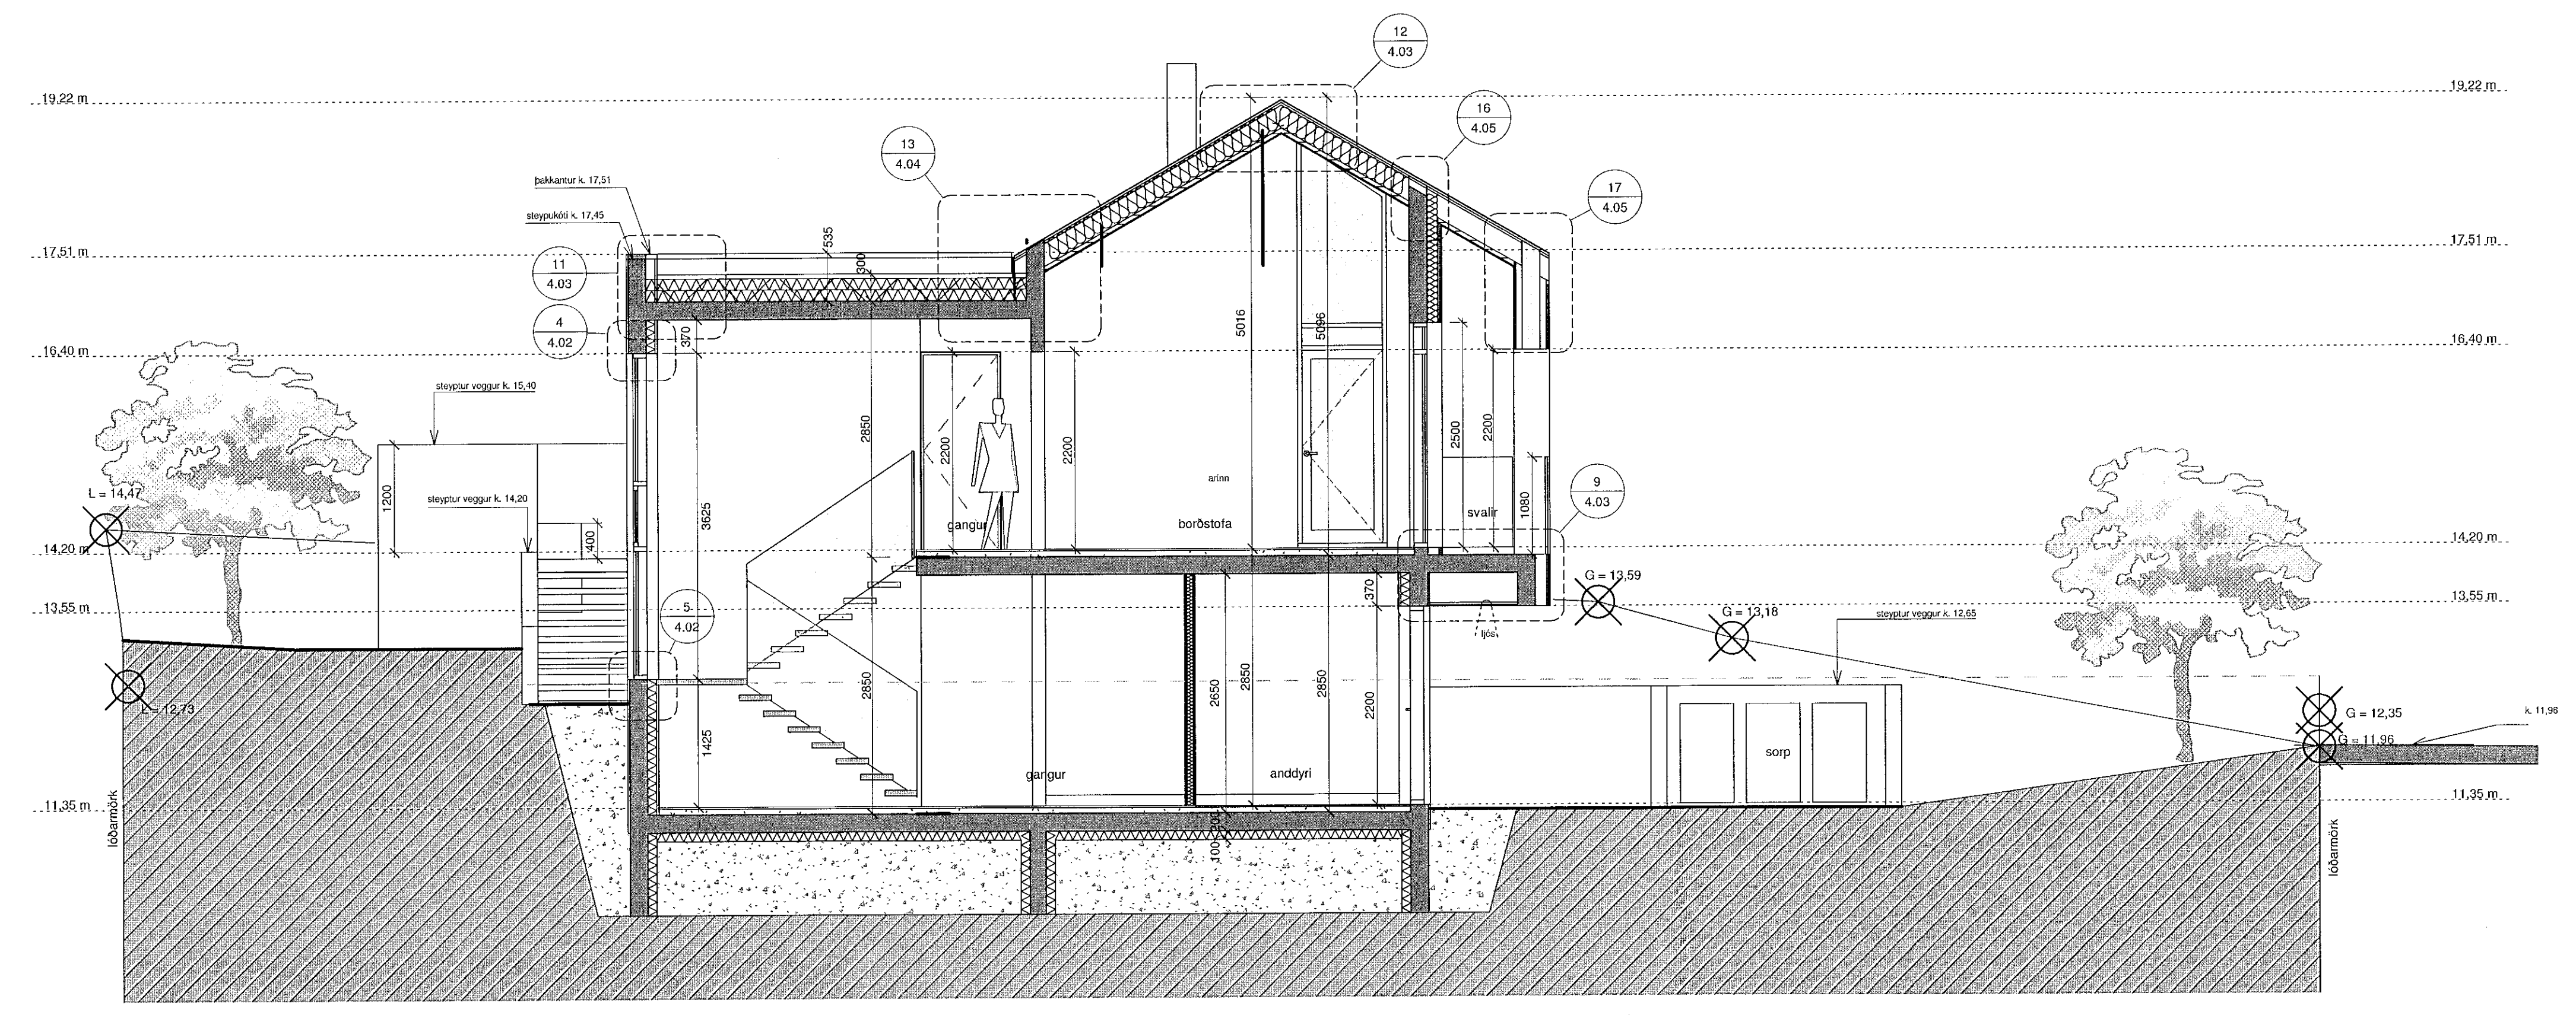 12
4.03
19,22 m
19,22 m
16
4.05
13
4.04
þakkantur k. 17,51
17
4.05
steypukóti k. 17,45
535
300
17,51 m
17,51 m
11
4.03
4
4.02
370
5016
5096
16,40 m
16,40 m
steyptur veggur k. 15,40
2850
2200
2200
2500
2200
L = 14,47
1200
steyptur veggur k. 14,20
arinn
9
4.03
3625
gangur
borðstofa
svalir
1080
400
14,20 m
14,20 m
G = 13,59
370
13,55 m
13,55 m
5
4.02
G = 13,18
steyptur veggur k. 12,65
ljós
2850
2650
2850
2850
2200
L = 12,73
G = 12,35
k. 11,96
G = 11,96
1425
sorp
gangur
anddyri
11,35 m
11,35 m
100
200
lóðarmörk
lóðarmörk